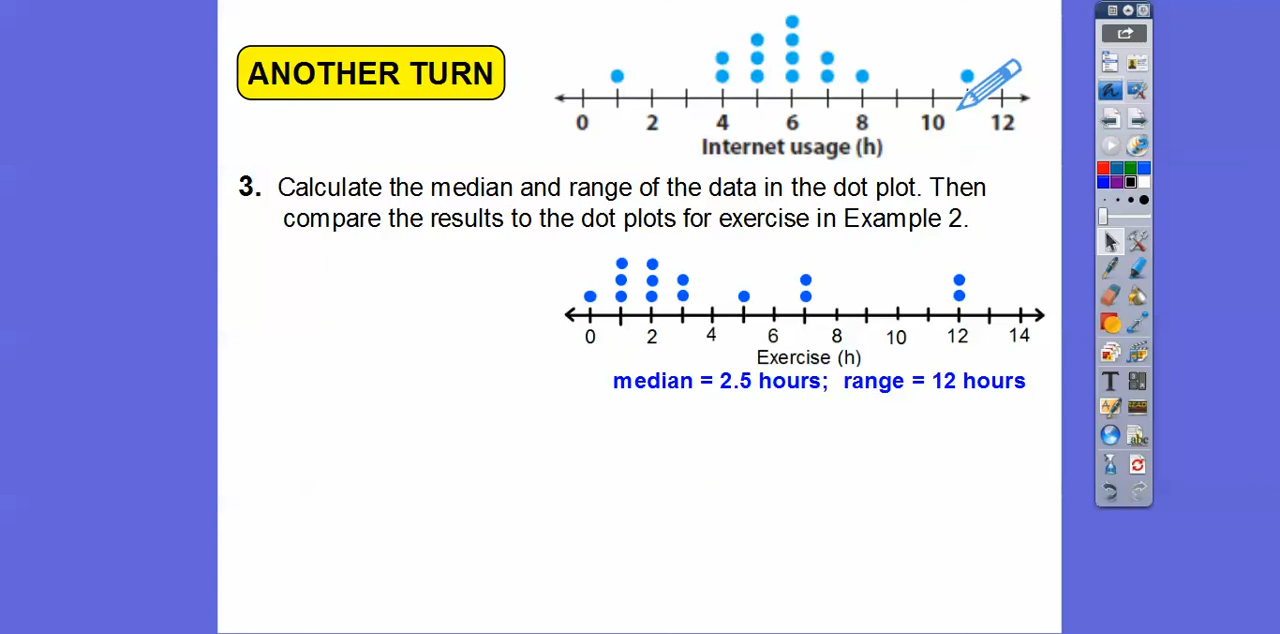 ANOTHER TURN
0 2 4 6 8 10 12
Internet usage (h)
3. Calculate the median and range of the data in the dot plot. Then
compare the results to the dot plots for exercise in Example 2.
0 2 4 6 8 10 12 14
Exercise (h)
median = 2.5 hours; range = 12 hours
T